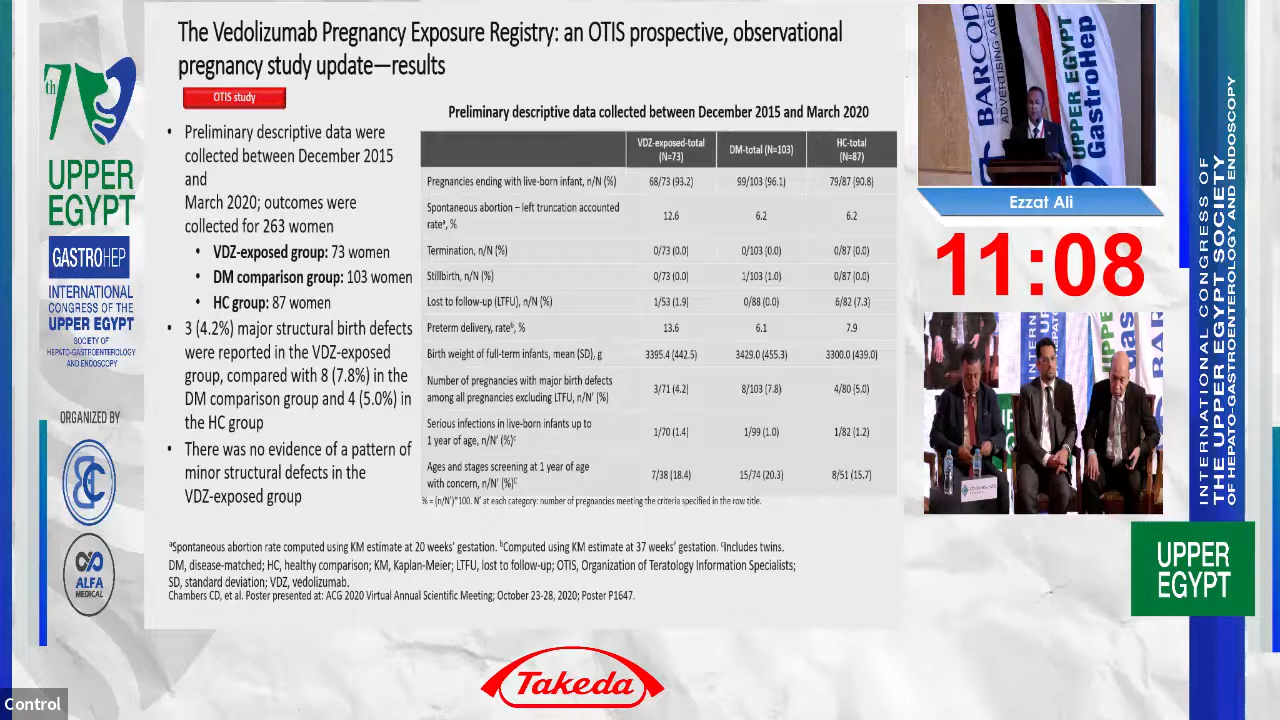 7th
UPPER
EGYPT
GASTROHEP
INTERNATIONAL
CONGRESS OF THE
UPPER EGYPT
SOCIETY OF
HEPATO-GASTROENTEROLOGY
AND ENDOSCOPY
ORGANIZED BY
ALFA
MEDICAL
The Vedolizumab Pregnancy Exposure Registry: an OTIS prospective, observational
pregnancy study update—results
OTIS study
• Preliminary descriptive data were
collected between December 2015
and
March 2020; outcomes were
collected for 263 women
• VDZ-exposed group: 73 women
• DM comparison group: 103 women
• HC group: 87 women
• 3 (4.2%) major structural birth defects
were reported in the VDZ-exposed
group, compared with 8 (7.8%) in the
DM comparison group and 4 (5.0%) in
the HC group
• There was no evidence of a pattern of
minor structural defects in the
VDZ-exposed group
Preliminary descriptive data collected between December 2015 and March 2020
VDZ-exposed-total (N=73) DM-total (N=103) HC-total (N=87)
Pregnancies ending with live-born infant, n/N (%) 68/73 (93.2) 99/103 (96.1) 79/87 (90.8)
Spontaneous abortion – left truncation accounted
rateᵃ, % 12.6 6.2 6.2
Termination, n/N (%) 0/73 (0.0) 0/103 (0.0) 0/87 (0.0)
Stillbirth, n/N (%) 0/73 (0.0) 1/103 (1.0) 0/87 (0.0)
Lost to follow-up (LTFU), n/N (%) 1/53 (1.9) 0/88 (0.0) 6/82 (7.3)
Preterm delivery, rateᵇ, % 13.6 6.1 7.9
Birth weight of full-term infants, mean (SD), g 3395.4 (442.5) 3429.0 (455.3) 3300.0 (439.0)
Number of pregnancies with major birth defects
among all pregnancies excluding LTFU, n/N' (%) 3/71 (4.2) 8/103 (7.8) 4/80 (5.0)
Serious infections in live-born infants up to
1 year of age, n/N' (%)ᶜ 1/70 (1.4) 1/99 (1.0) 1/82 (1.2)
Ages and stages screening at 1 year of age
with concern, n/N' (%)ᶜ 7/38 (18.4) 15/74 (20.3) 8/51 (15.7)
% = (n/N')*100. N' at each category: number of pregnancies meeting the criteria specified in the row title.
ᵃSpontaneous abortion rate computed using KM estimate at 20 weeks' gestation. ᵇComputed using KM estimate at 37 weeks' gestation. ᶜIncludes twins.
DM, disease-matched; HC, healthy comparison; KM, Kaplan-Meier; LTFU, lost to follow-up; OTIS, Organization of Teratology Information Specialists;
SD, standard deviation; VDZ, vedolizumab.
Chambers CD, et al. Poster presented at: ACG 2020 Virtual Annual Scientific Meeting; October 23-28, 2020; Poster P1647.
Takeda
Control
BARCOD
ADVERTISING AGEN
UPPER EGYPT
GastroHep
Ezzat Ali
11:08
UPPER
EGYPT
INTERNATIONAL CONGRESS OF
THE UPPER EGYPT SOCIETY
OF HEPATO-GASTROENTEROLOGY AND ENDOSCOPY